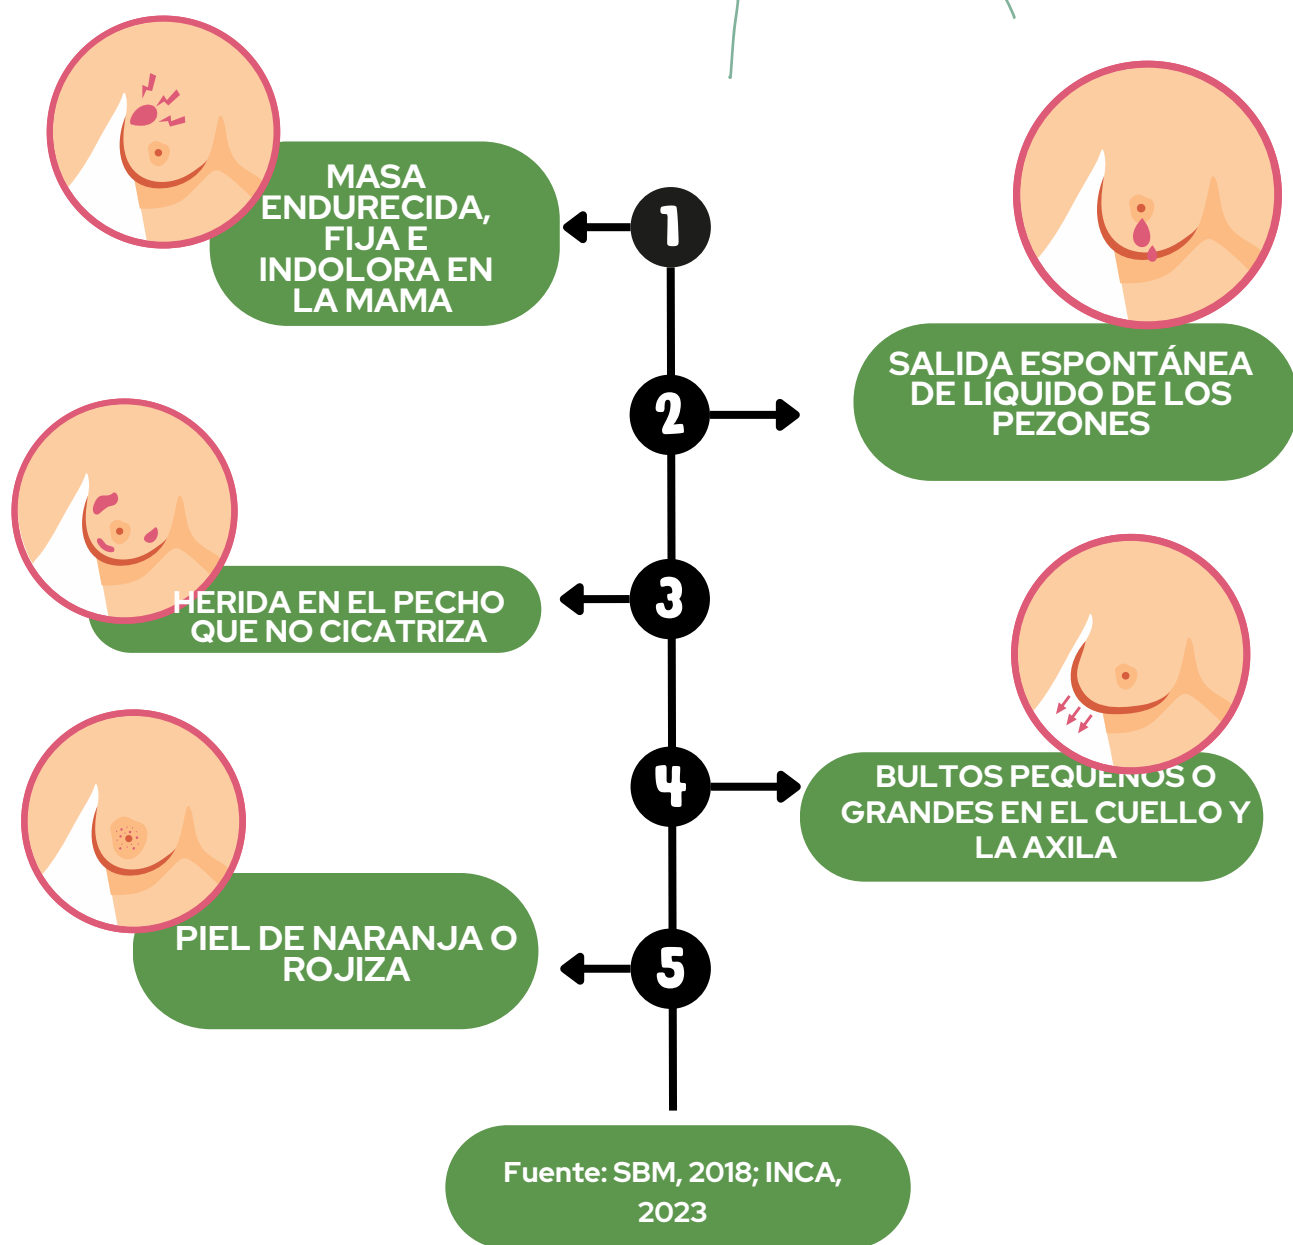 MASA
ENDURECIDA,
FIJA E
INDOLORA EN
LA MAMA
1
SALIDA ESPONTÁNEA
DE LÍQUIDO DE LOS
PEZONES
2
HERIDA EN EL PECHO
QUE NO CICATRIZA
3
BULTOS PEQUEÑOS O
GRANDES EN EL CUELLO Y
LA AXILA
4
PIEL DE NARANJA O
ROJIZA
5
Fuente: SBM, 2018; INCA,
2023